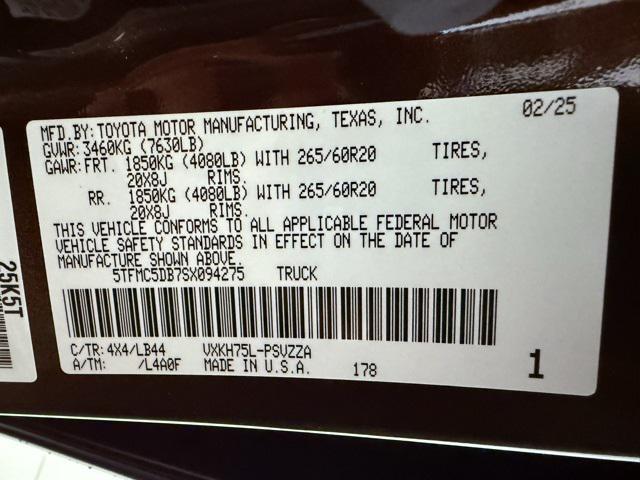 02/25
MFD.BY:TOYOTA MOTOR MANUFACTURING, TEXAS, INC.
GVWR:3460KG (7630LB)
GAWR:FRT. 1850KG (4080LB) WITH 265/60R20 TIRES,
20X8J RIMS.
RR. 1850KG (4080LB) WITH 265/60R20 TIRES,
20X8J RIMS.
THIS VEHICLE CONFORMS TO ALL APPLICABLE FEDERAL MOTOR
VEHICLE SAFETY STANDARDS IN EFFECT ON THE DATE OF
MANUFACTURE SHOWN ABOVE.
5TFMC5DB7SX094275 TRUCK
C/TR:4X4/LB44 VXKH75L-PSVZZA
A/TM: /L4A0F MADE IN U.S.A. 178 1
25K5T